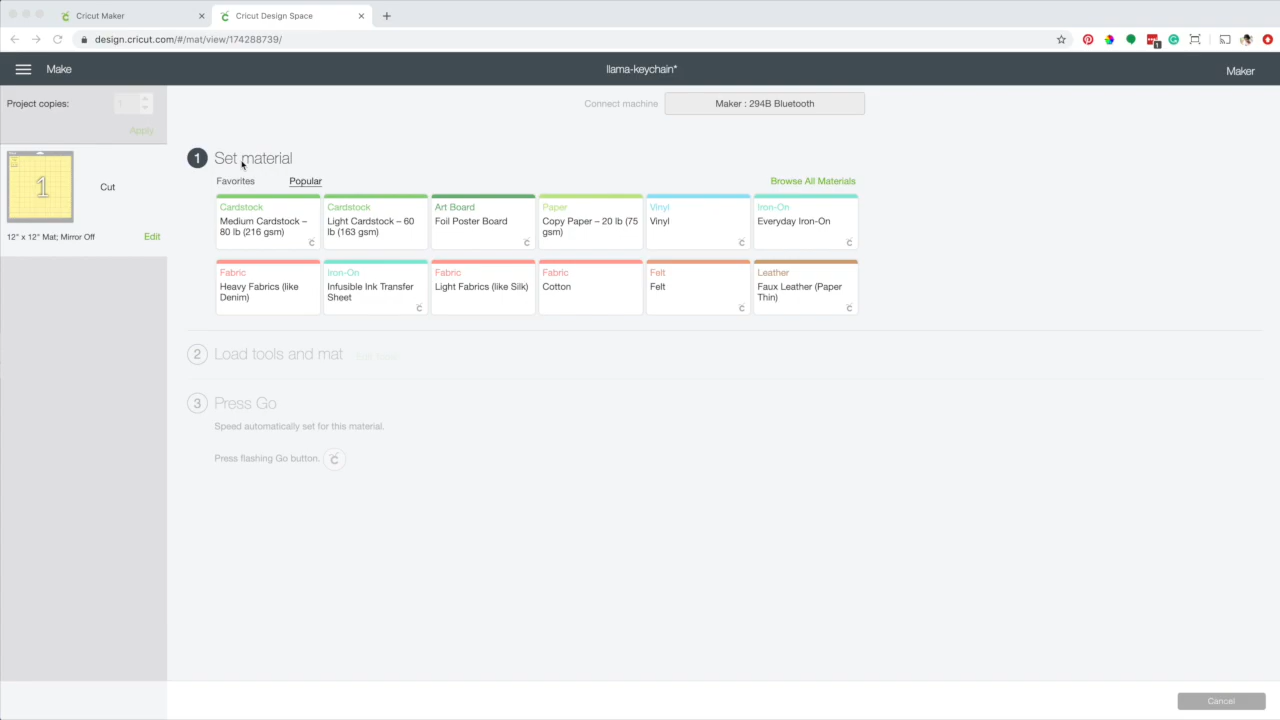 Cricut Maker
Cricut Design Space
design.cricut.com/#/mat/view/174288739/
1
Make
llama-keychain*
Maker
Project copies:
1
Apply
Connect machine
Maker : 294B Bluetooth
1
Cut
12" x 12" Mat; Mirror Off
Edit
1 Set material
Favorites
Popular
Browse All Materials
Cardstock
Medium Cardstock –
80 lb (216 gsm)
Cardstock
Light Cardstock – 60
lb (163 gsm)
Art Board
Foil Poster Board
Paper
Copy Paper – 20 lb (75
gsm)
Vinyl
Vinyl
Iron-On
Everyday Iron-On
Fabric
Heavy Fabrics (like
Denim)
Iron-On
Infusible Ink Transfer
Sheet
Fabric
Light Fabrics (like Silk)
Fabric
Cotton
Felt
Felt
Leather
Faux Leather (Paper
Thin)
2 Load tools and mat
3 Press Go
Speed automatically set for this material.
Press flashing Go button.
Cancel